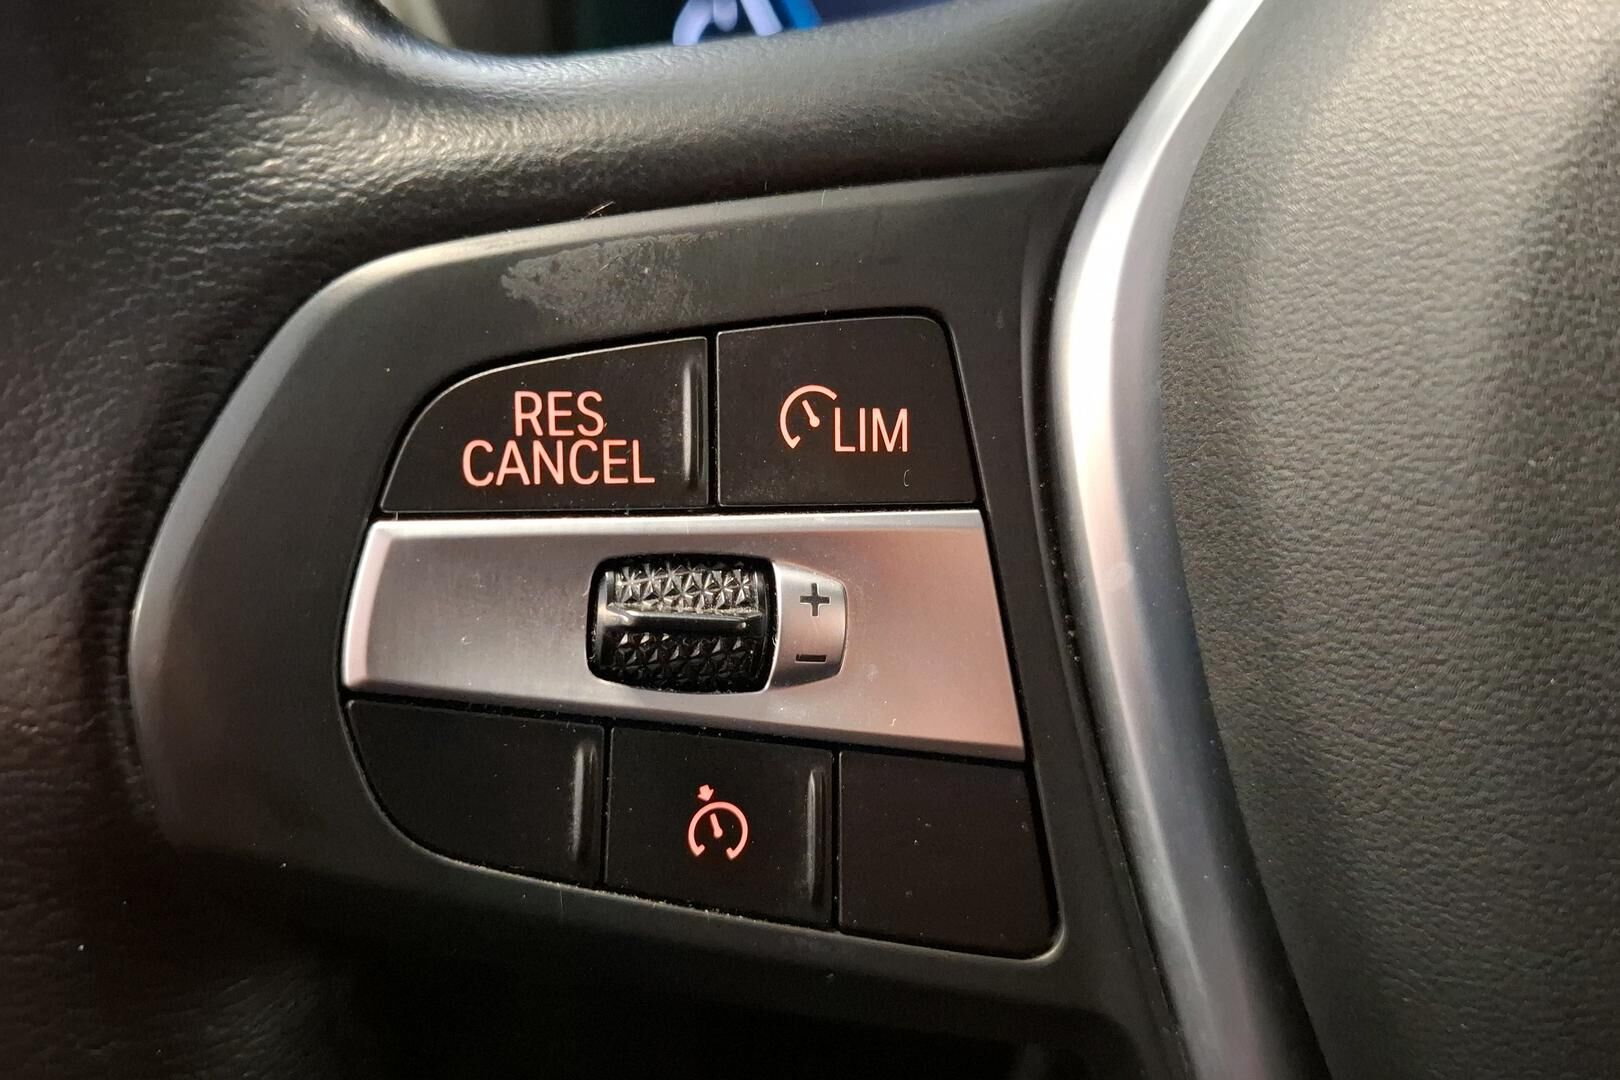 RES
CANCEL
LIM
+
–